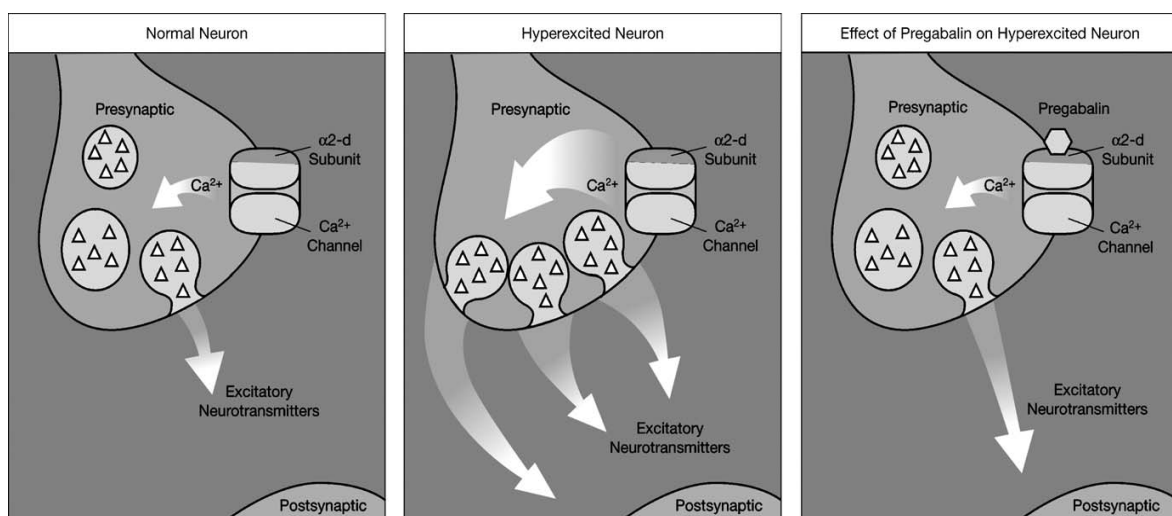 Normal Neuron
Presynaptic
α2-d
Subunit
Ca²⁺
Ca²⁺
Channel
Excitatory
Neurotransmitters
Hyperexcited Neuron
Presynaptic
α2-d
Subunit
Ca²⁺
Ca²⁺
Channel
Excitatory
Neurotransmitters
Postsynaptic
Effect of Pregabalin on Hyperexcited Neuron
Presynaptic
Pregabalin
α2-d
Subunit
Ca²⁺
Ca²⁺
Channel
Excitatory
Neurotransmitters
Postsynaptic